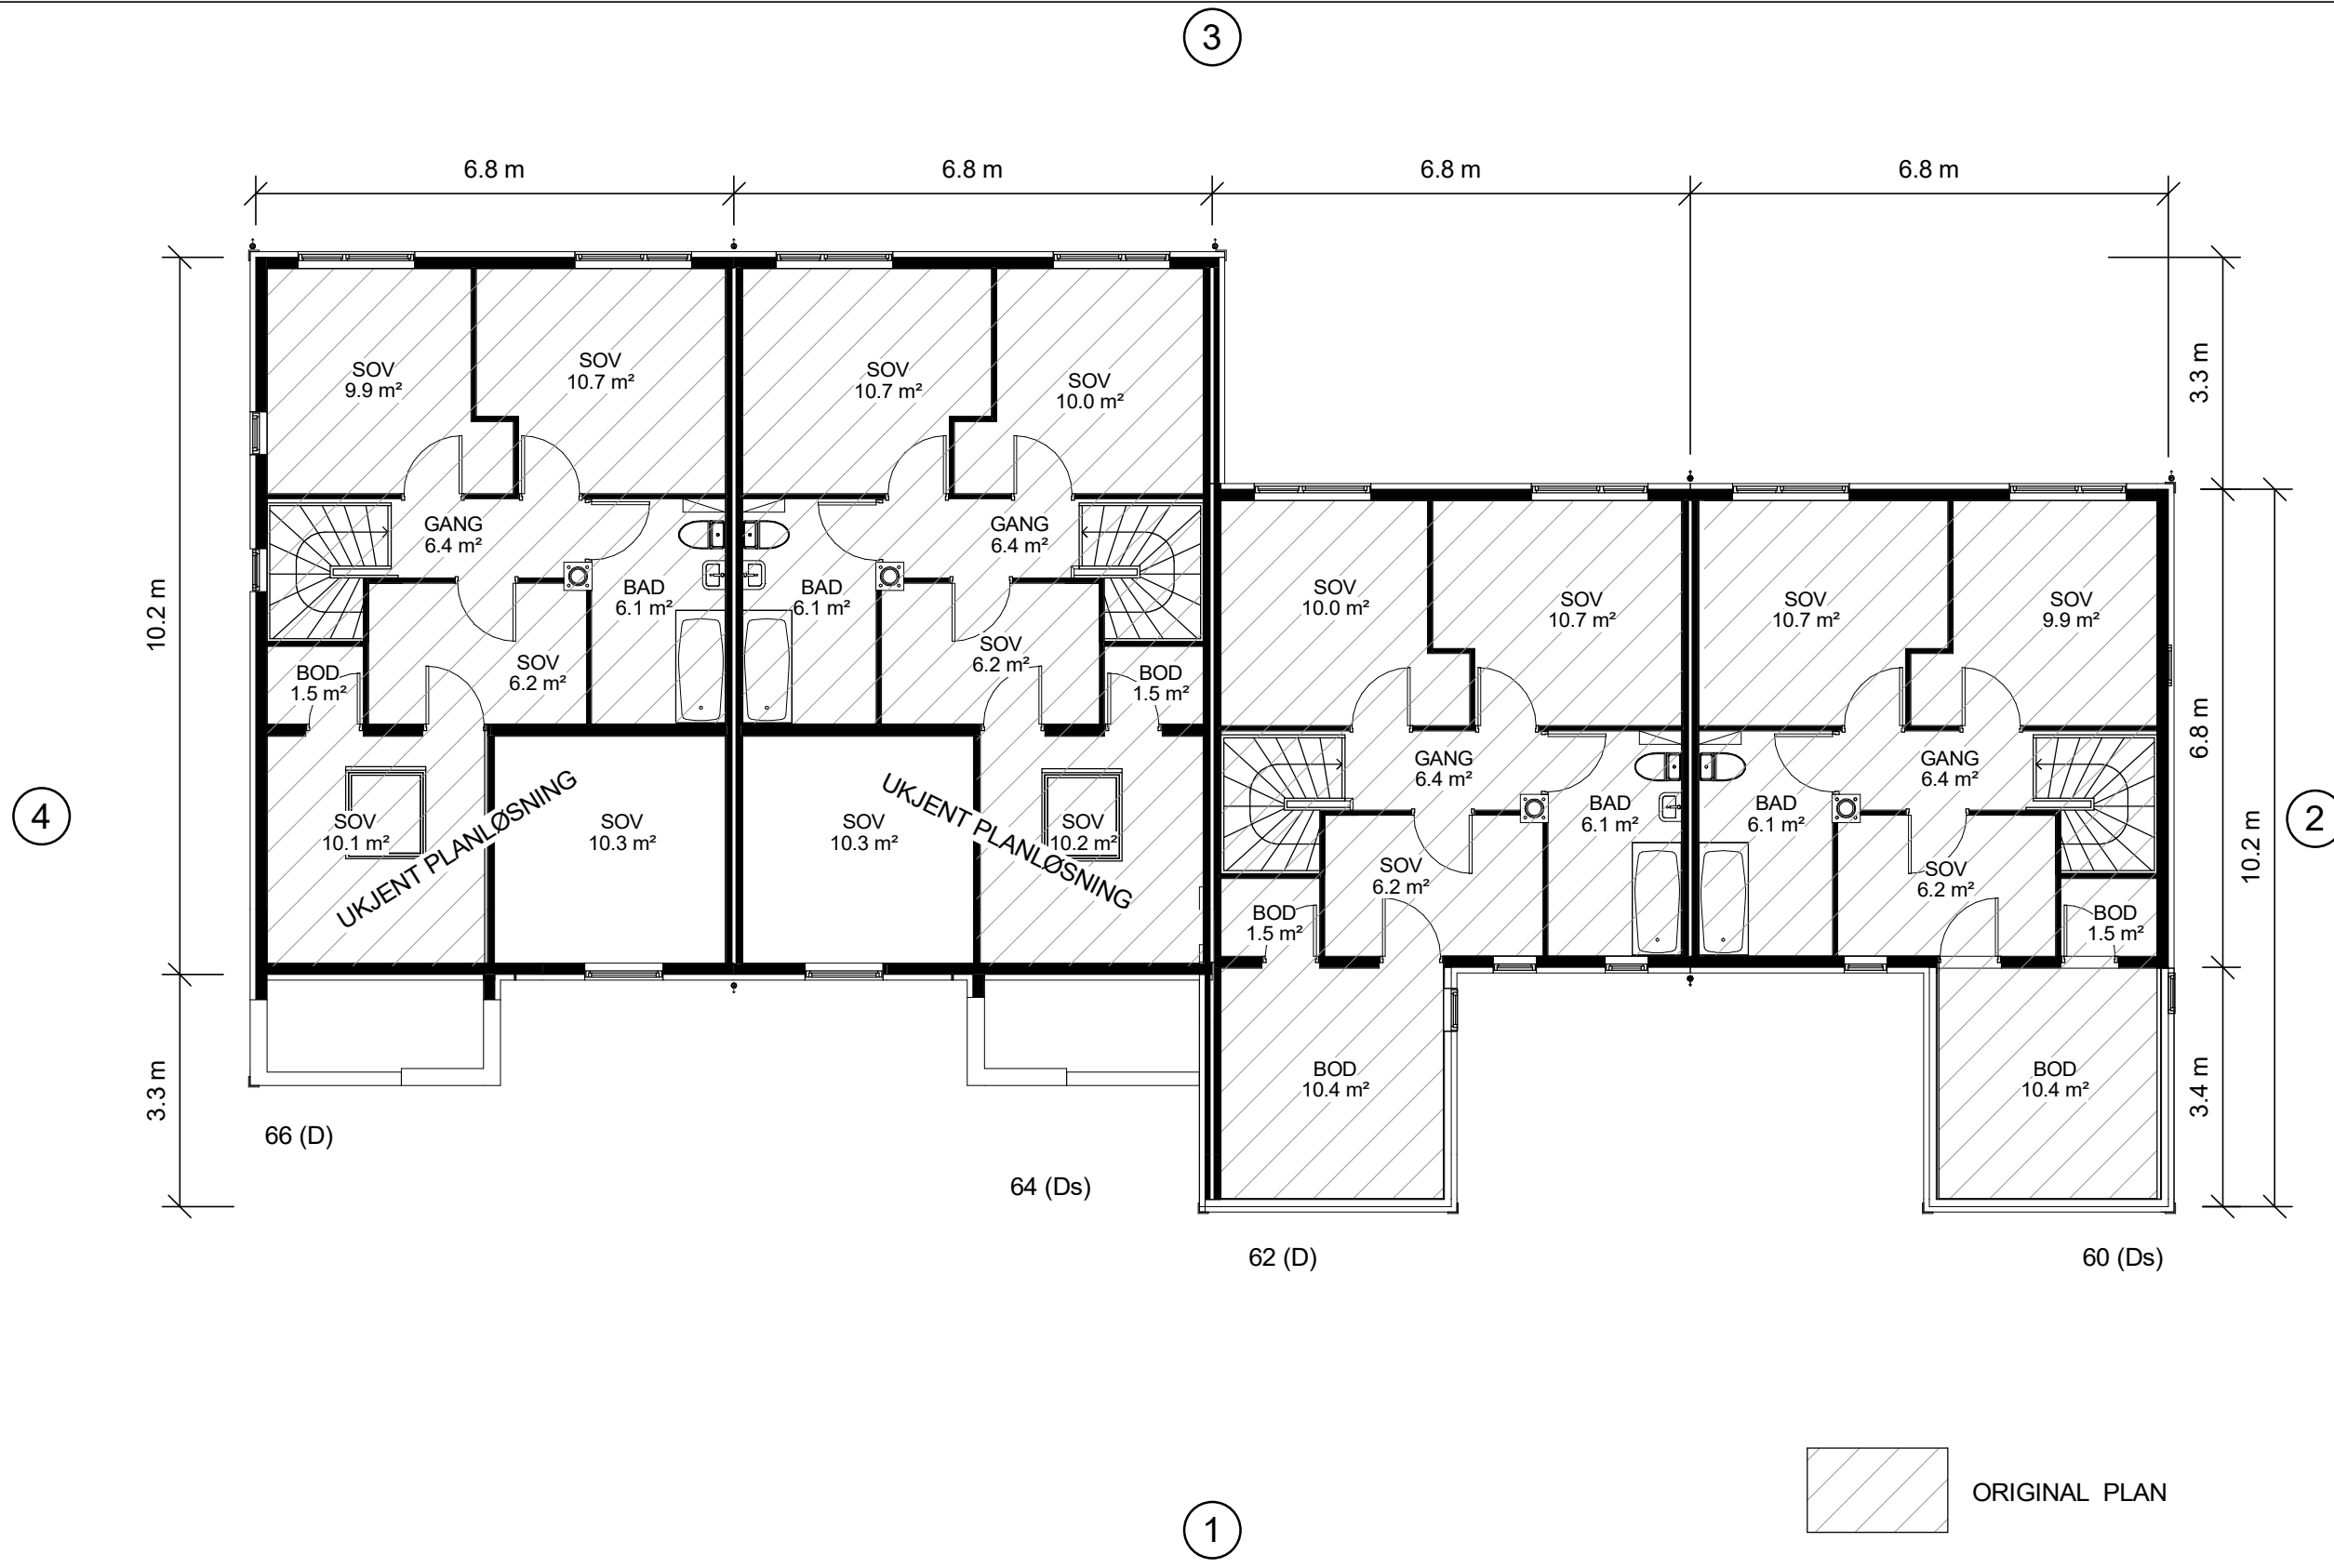 3
6.8 m
6.8 m
6.8 m
6.8 m
10.2 m
3.3 m
3.3 m
6.8 m
10.2 m
3.4 m
4
2
SOV
9.9 m²
SOV
10.7 m²
SOV
10.7 m²
SOV
10.0 m²
GANG
6.4 m²
BAD
6.1 m²
BAD
6.1 m²
GANG
6.4 m²
SOV
6.2 m²
BOD
1.5 m²
SOV
6.2 m²
BOD
1.5 m²
SOV
10.1 m²
UKJENT PLANLØSNING
SOV
10.3 m²
SOV
10.3 m²
UKJENT PLANLØSNING
SOV
10.2 m²
SOV
10.0 m²
SOV
10.7 m²
SOV
10.7 m²
SOV
9.9 m²
GANG
6.4 m²
BAD
6.1 m²
BAD
6.1 m²
GANG
6.4 m²
SOV
6.2 m²
BOD
1.5 m²
SOV
6.2 m²
BOD
1.5 m²
BOD
10.4 m²
BOD
10.4 m²
66 (D)
64 (Ds)
62 (D)
60 (Ds)
ORIGINAL PLAN
1